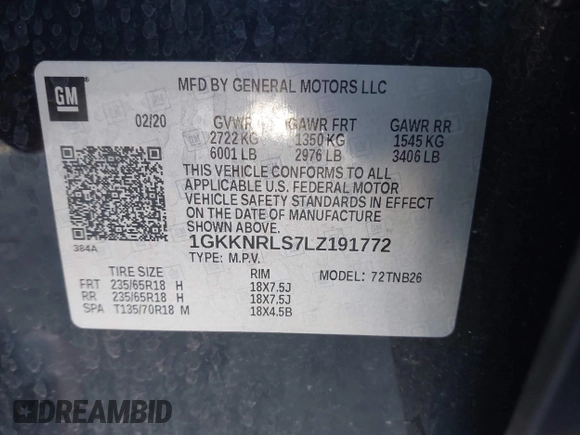 GM
MFD BY GENERAL MOTORS LLC
02/20 GVWR GAWR FRT GAWR RR
2722 KG 1350 KG 1545 KG
6001 LB 2976 LB 3406 LB
THIS VEHICLE CONFORMS TO ALL
APPLICABLE U.S. FEDERAL MOTOR
VEHICLE SAFETY STANDARDS IN EFFECT
ON THE DATE OF MANUFACTURE
SHOWN ABOVE.
384A
1GKKNRLS7LZ191772
TYPE: M.P.V. MODEL: 72TNB26
TIRE SIZE RIM
FRT 235/65R18 H 18X7.5J
RR 235/65R18 H 18X7.5J
SPA T135/70R18 M 18X4.5B
DREAMBID